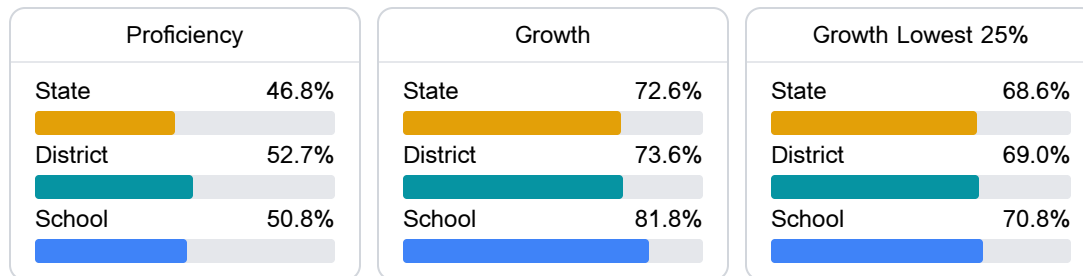 Proficiency
State 46.8%
District 52.7%
School 50.8%
Growth
State 72.6%
District 73.6%
School 81.8%
Growth Lowest 25%
State 68.6%
District 69.0%
School 70.8%